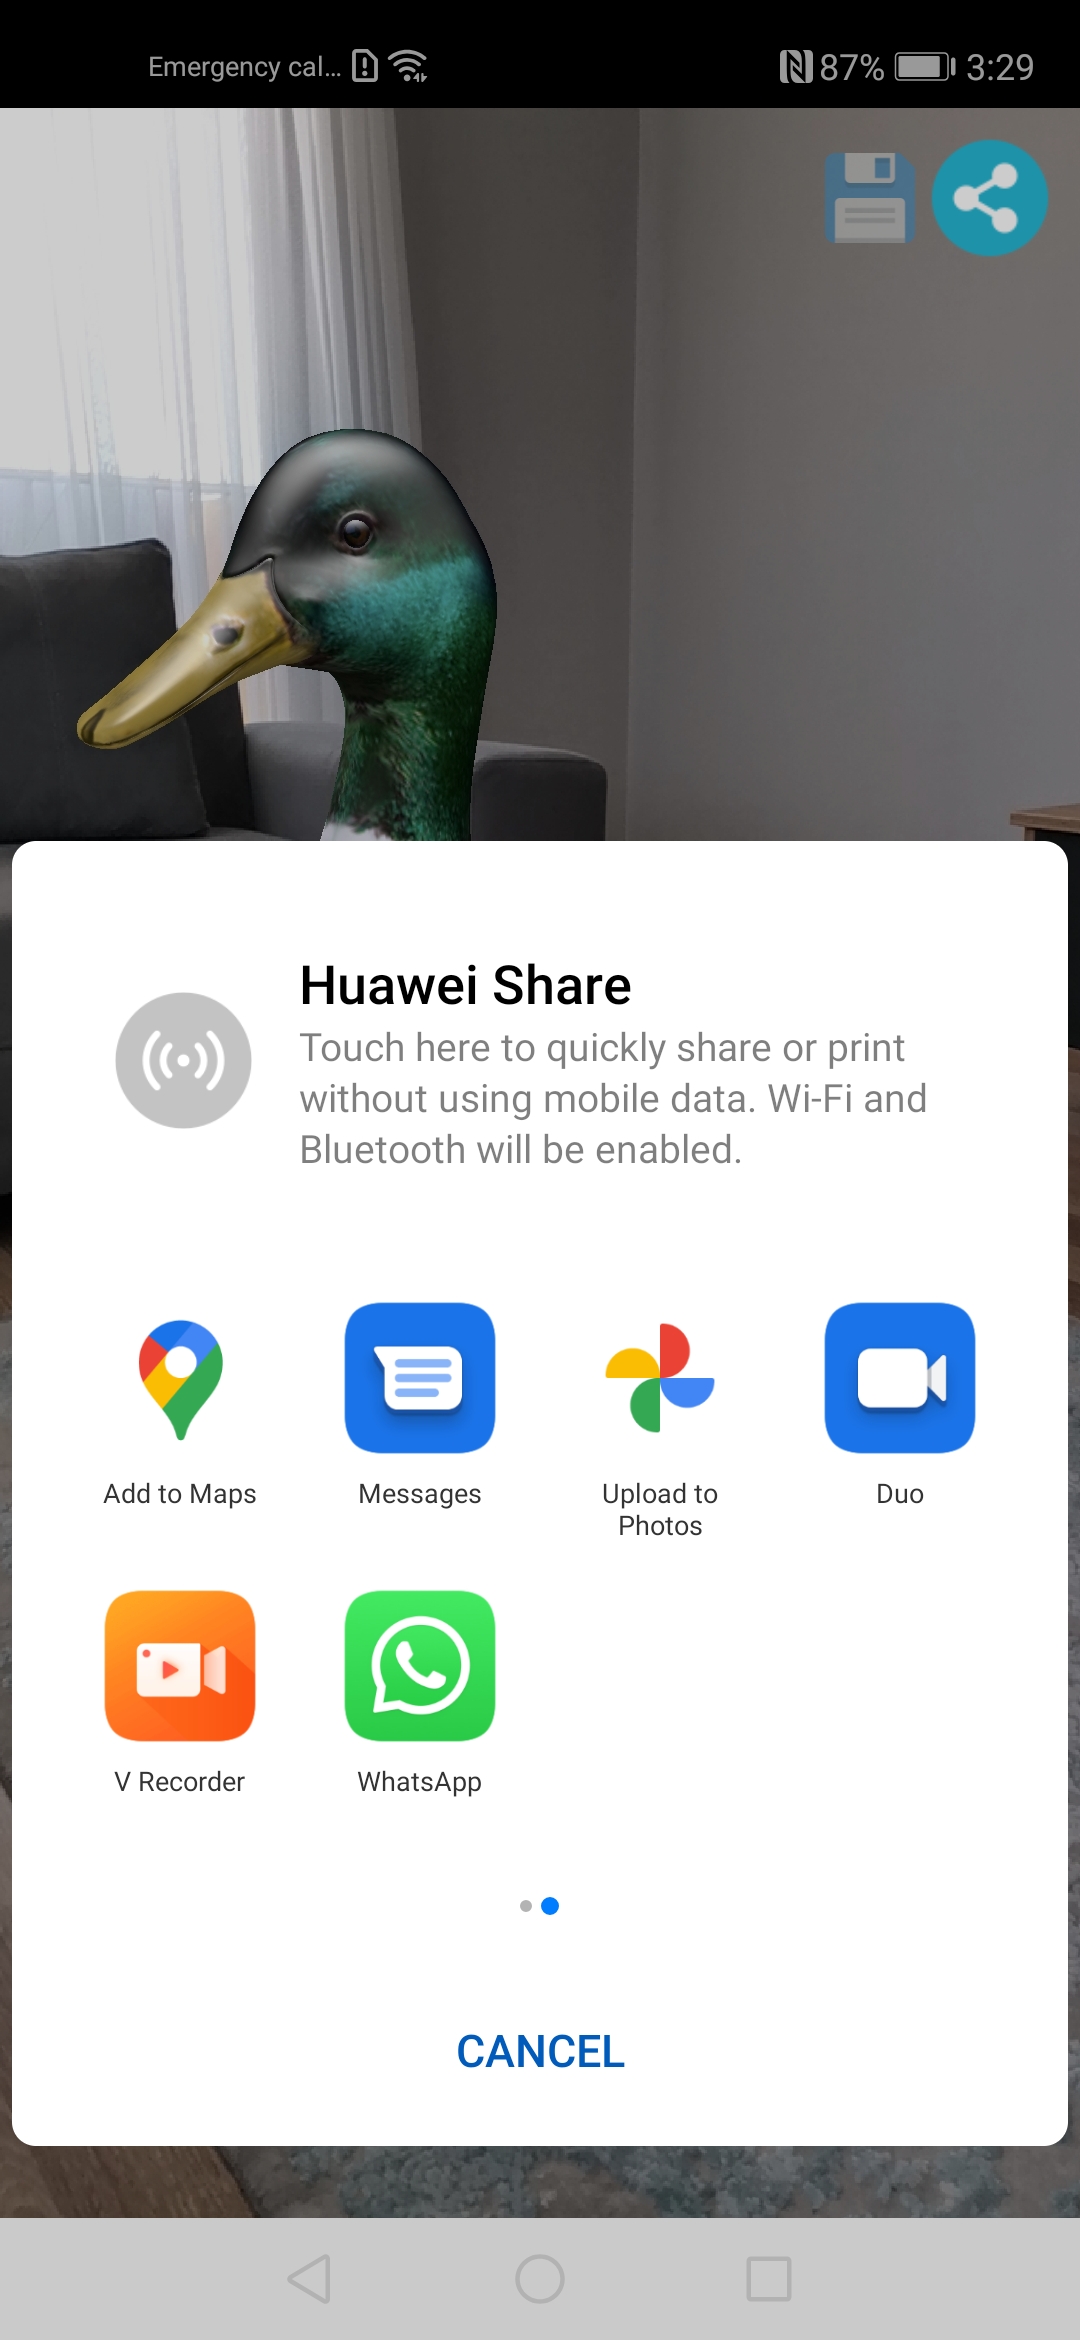 Emergency cal... 87% 3:29
Huawei Share
Touch here to quickly share or print
without using mobile data. Wi-Fi and
Bluetooth will be enabled.
Add to Maps
Messages
Upload to
Photos
Duo
V Recorder
WhatsApp
CANCEL